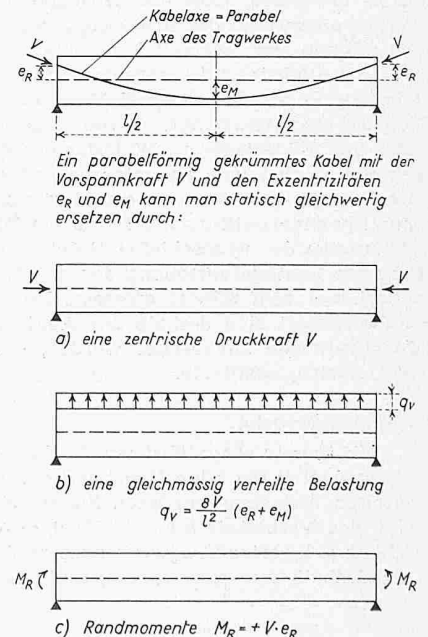 Kabelaxe = Parabel
V
Axe des Tragwerkes
V
e_R
e_M
e_R
l/2
l/2
Ein parabelförmig gekrümmtes Kabel mit der
Vorspannkraft V und den Exzentrizitäten
e_R und e_M kann man statisch gleichwertig
ersetzen durch:
V
V
a) eine zentrische Druckkraft V
q_v
b) eine gleichmässig verteilte Belastung
q_v = 8V/l² (e_R + e_M)
M_R
M_R
c) Randmomente M_R = + V · e_R